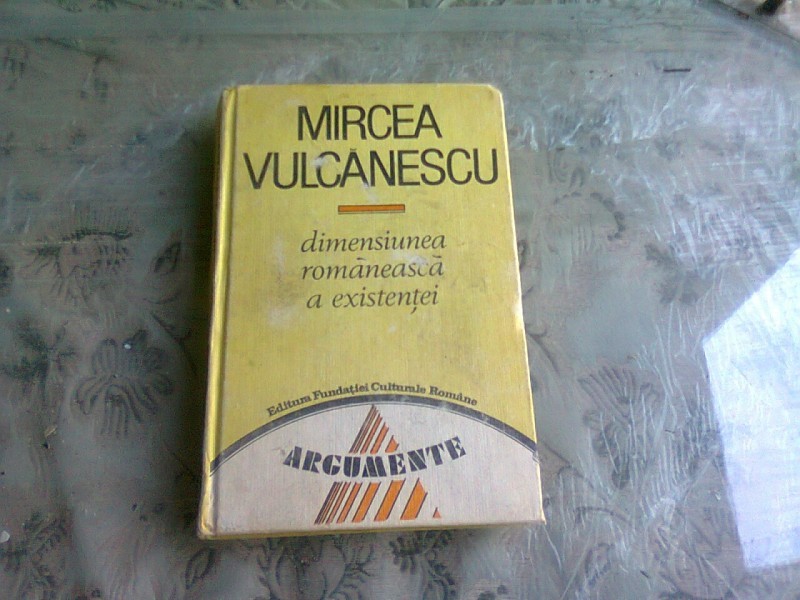 MIRCEA
VULCĂNESCU
dimensiunea
românească
a existenței
Editura Fundației Culturale Române
ARGUMENTE